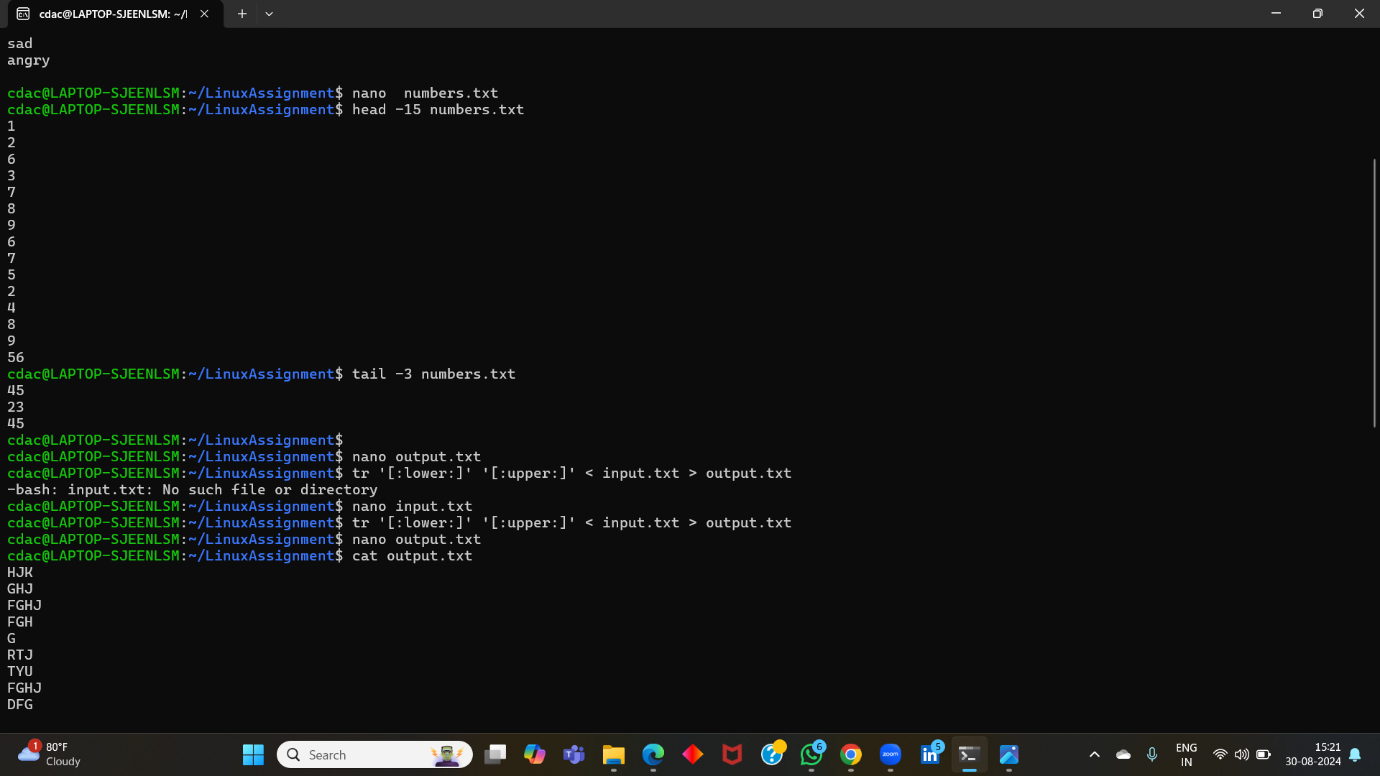 cdac@LAPTOP-SJEENLSM: ~/l
sad
angry
cdac@LAPTOP-SJEENLSM:~/LinuxAssignment$ nano  numbers.txt
cdac@LAPTOP-SJEENLSM:~/LinuxAssignment$ head -15 numbers.txt
1
2
6
3
7
8
9
6
7
5
2
4
8
9
56
cdac@LAPTOP-SJEENLSM:~/LinuxAssignment$ tail -3 numbers.txt
45
23
45
cdac@LAPTOP-SJEENLSM:~/LinuxAssignment$
cdac@LAPTOP-SJEENLSM:~/LinuxAssignment$ nano output.txt
cdac@LAPTOP-SJEENLSM:~/LinuxAssignment$ tr '[:lower:]' '[:upper:]' < input.txt > output.txt
-bash: input.txt: No such file or directory
cdac@LAPTOP-SJEENLSM:~/LinuxAssignment$ nano input.txt
cdac@LAPTOP-SJEENLSM:~/LinuxAssignment$ tr '[:lower:]' '[:upper:]' < input.txt > output.txt
cdac@LAPTOP-SJEENLSM:~/LinuxAssignment$ nano output.txt
cdac@LAPTOP-SJEENLSM:~/LinuxAssignment$ cat output.txt
HJK
GHJ
FGHJ
FGH
G
RTJ
TYU
FGHJ
DFG
1
80°F
Cloudy
Search
6
zoom
in
5
ENG
IN
15:21
30-08-2024